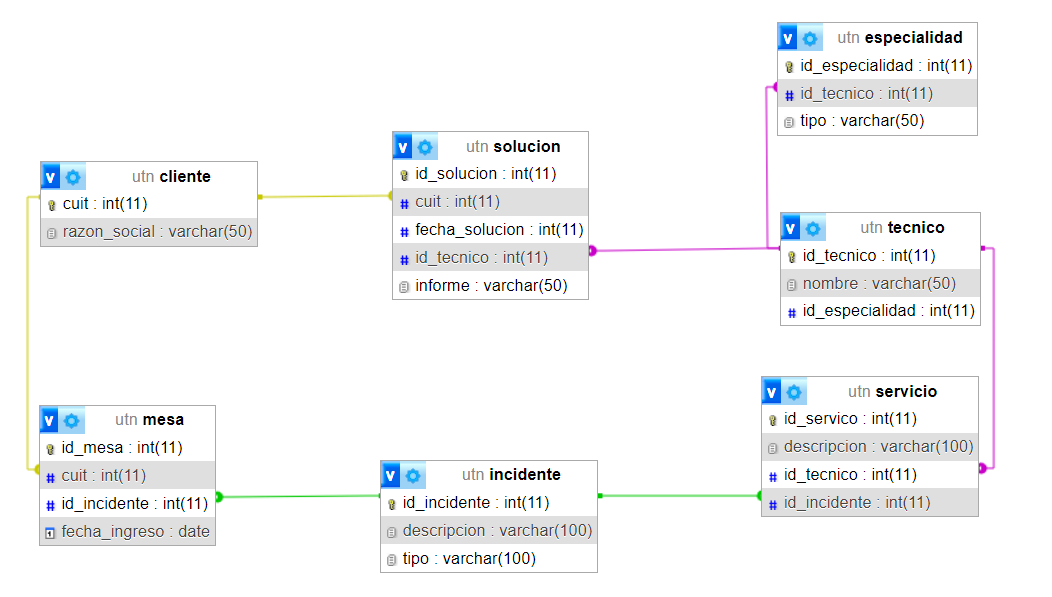 v utn especialidad
id_especialidad : int(11)
# id_tecnico : int(11)
tipo : varchar(50)
v utn solucion
id_solucion : int(11)
# cuit : int(11)
# fecha_solucion : int(11)
# id_tecnico : int(11)
informe : varchar(50)
v utn cliente
cuit : int(11)
razon_social : varchar(50)
v utn tecnico
id_tecnico : int(11)
nombre : varchar(50)
# id_especialidad : int(11)
v utn servicio
id_servico : int(11)
descripcion : varchar(100)
# id_tecnico : int(11)
# id_incidente : int(11)
v utn mesa
id_mesa : int(11)
# cuit : int(11)
# id_incidente : int(11)
fecha_ingreso : date
v utn incidente
id_incidente : int(11)
descripcion : varchar(100)
tipo : varchar(100)